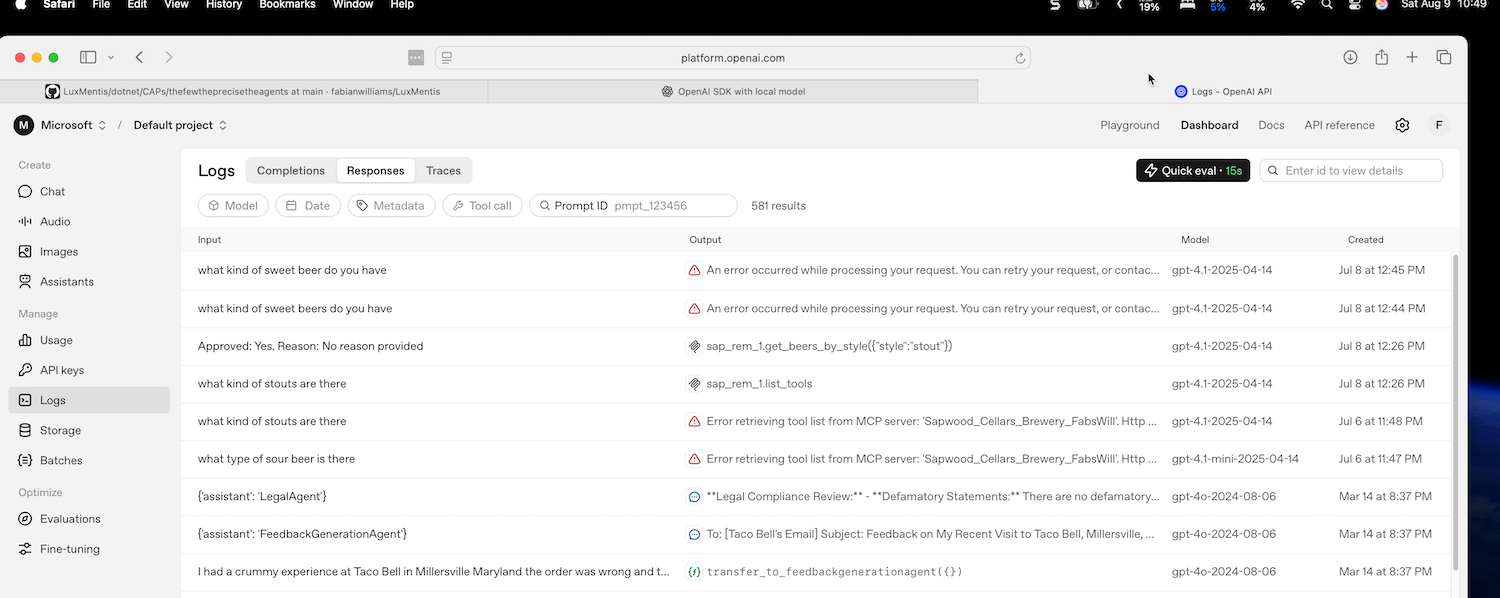 Safari File Edit View History Bookmarks Window Help 19% 5% 4% Sat Aug 9 10:49
platform.openai.com
LuxMentis/dotnet/CAPs/thefewtheprecisetheagents at main · fabianwilliams/LuxMentis OpenAI SDK with local model Logs - OpenAI API
M Microsoft / Default project Playground Dashboard Docs API reference F
Create
Chat
Audio
Images
Assistants
Manage
Usage
API keys
Logs
Storage
Batches
Optimize
Evaluations
Fine-tuning
Logs Completions Responses Traces Quick eval · 15s Enter id to view details
Model Date Metadata Tool call Prompt ID pmpt_123456 581 results
Input Output Model Created
what kind of sweet beer do you have An error occurred while processing your request. You can retry your request, or contac... gpt-4.1-2025-04-14 Jul 8 at 12:45 PM
what kind of sweet beers do you have An error occurred while processing your request. You can retry your request, or contac... gpt-4.1-2025-04-14 Jul 8 at 12:44 PM
Approved: Yes. Reason: No reason provided sap_rem_1.get_beers_by_style({"style":"stout"}) gpt-4.1-2025-04-14 Jul 8 at 12:26 PM
what kind of stouts are there sap_rem_1.list_tools gpt-4.1-2025-04-14 Jul 8 at 12:26 PM
what kind of stouts are there Error retrieving tool list from MCP server: 'Sapwood_Cellars_Brewery_FabsWill'. Http ... gpt-4.1-2025-04-14 Jul 6 at 11:48 PM
what type of sour beer is there Error retrieving tool list from MCP server: 'Sapwood_Cellars_Brewery_FabsWill'. Http ... gpt-4.1-mini-2025-04-14 Jul 6 at 11:47 PM
{'assistant': 'LegalAgent'} **Legal Compliance Review:** - **Defamatory Statements:** There are no defamatory... gpt-4o-2024-08-06 Mar 14 at 8:37 PM
{'assistant': 'FeedbackGenerationAgent'} To: [Taco Bell's Email] Subject: Feedback on My Recent Visit to Taco Bell, Millersville, ... gpt-4o-2024-08-06 Mar 14 at 8:37 PM
I had a crummy experience at Taco Bell in Millersville Maryland the order was wrong and t... transfer_to_feedbackgenerationagent({}) gpt-4o-2024-08-06 Mar 14 at 8:37 PM